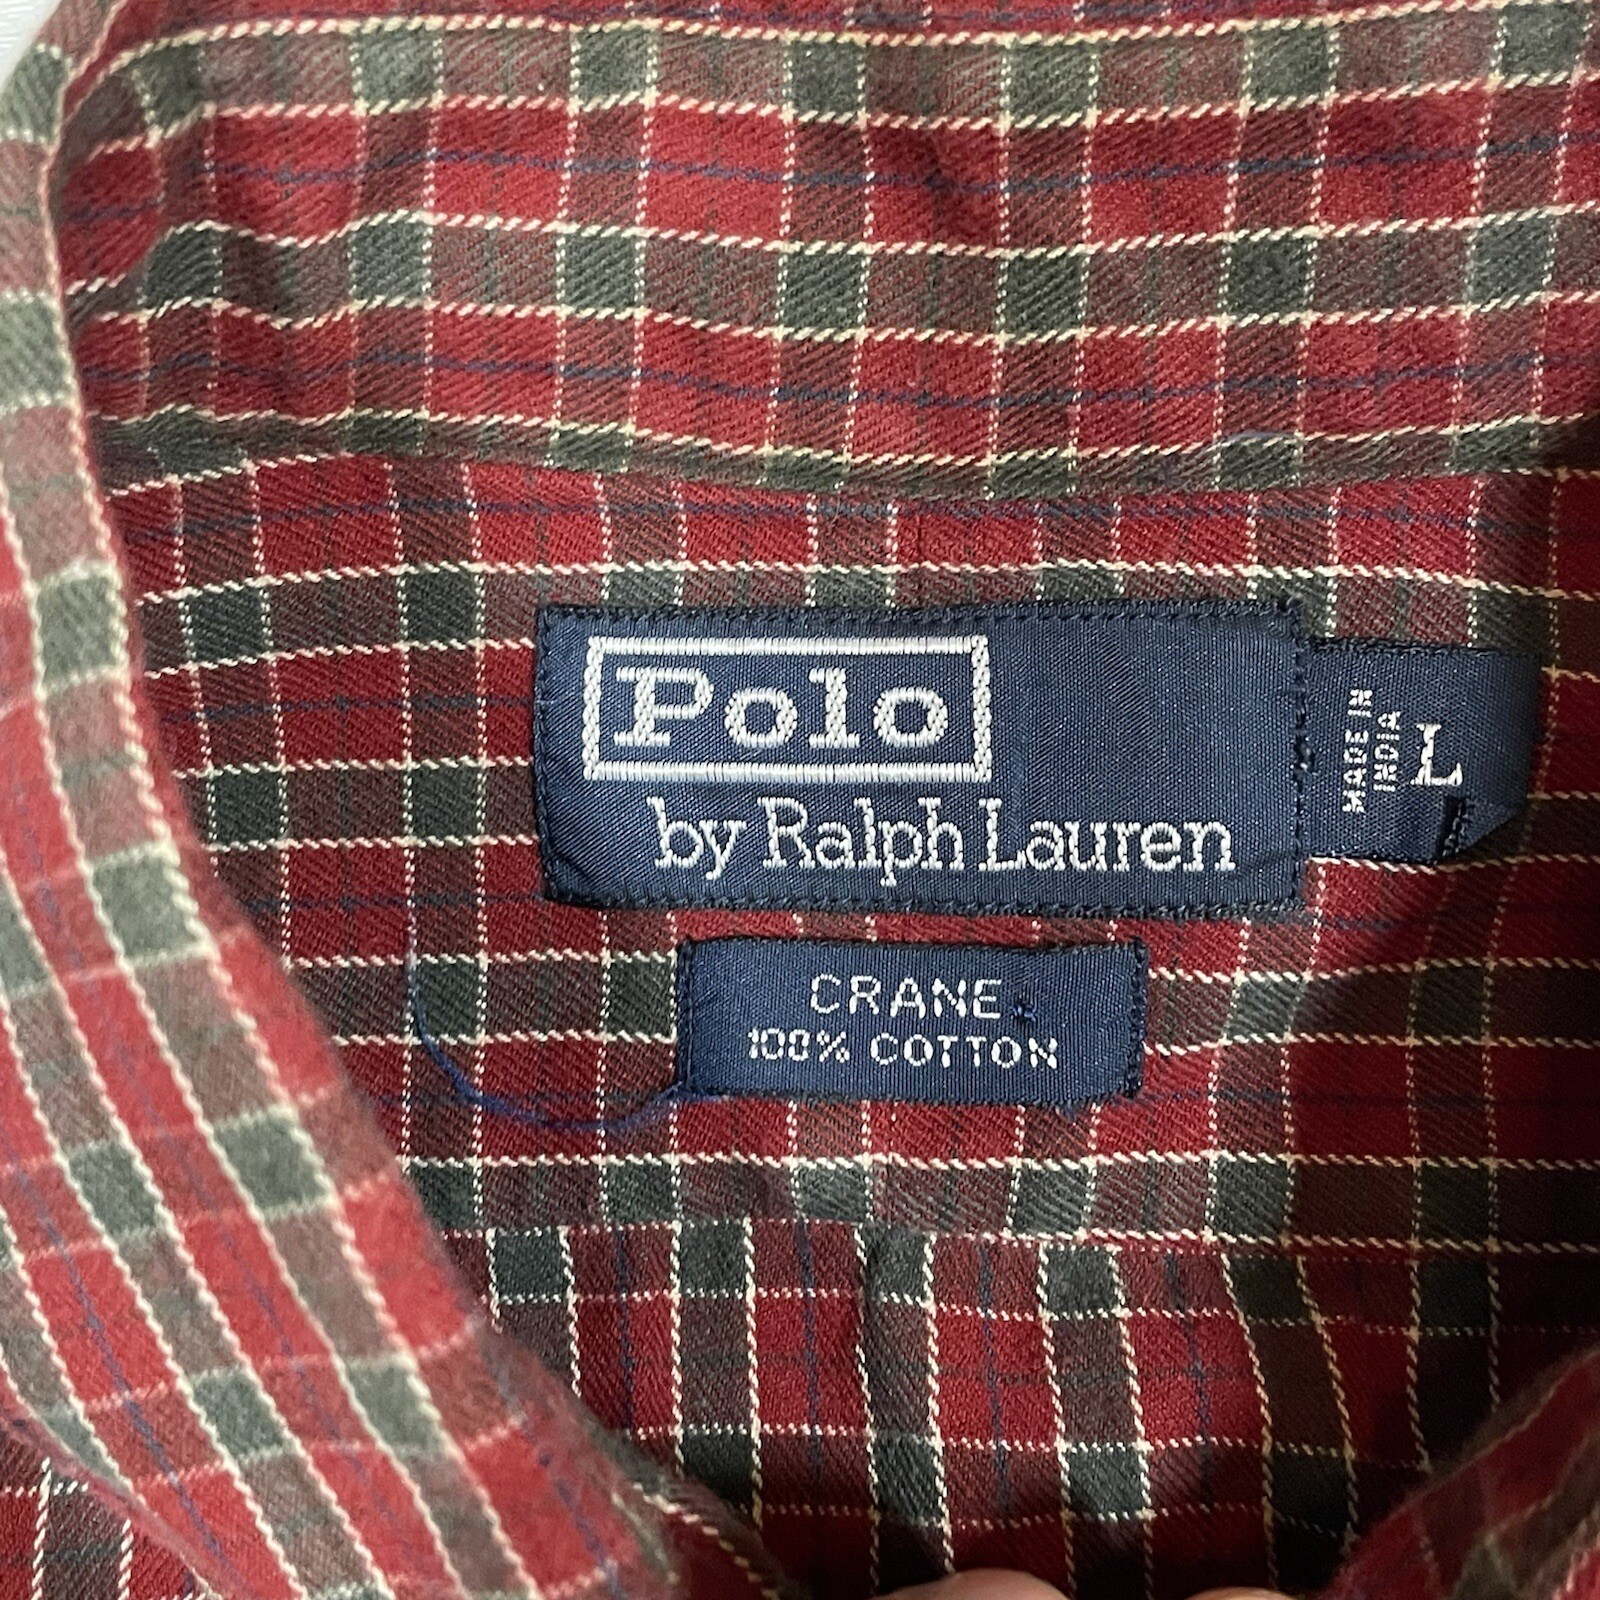 Polo
by Ralph Lauren
MADE IN
INDIA
L
CRANE
100% COTTON